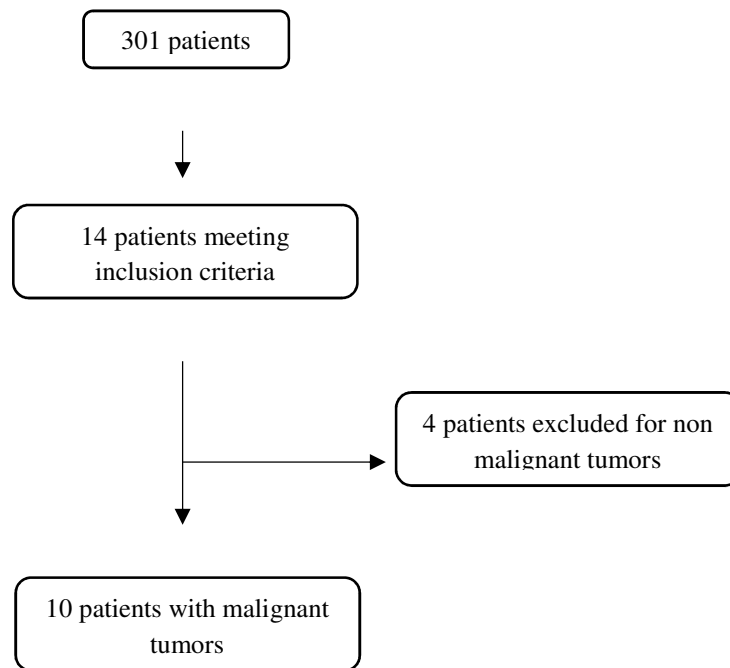 301 patients
14 patients meeting
inclusion criteria
4 patients excluded for non
malignant tumors
10 patients with malignant
tumors